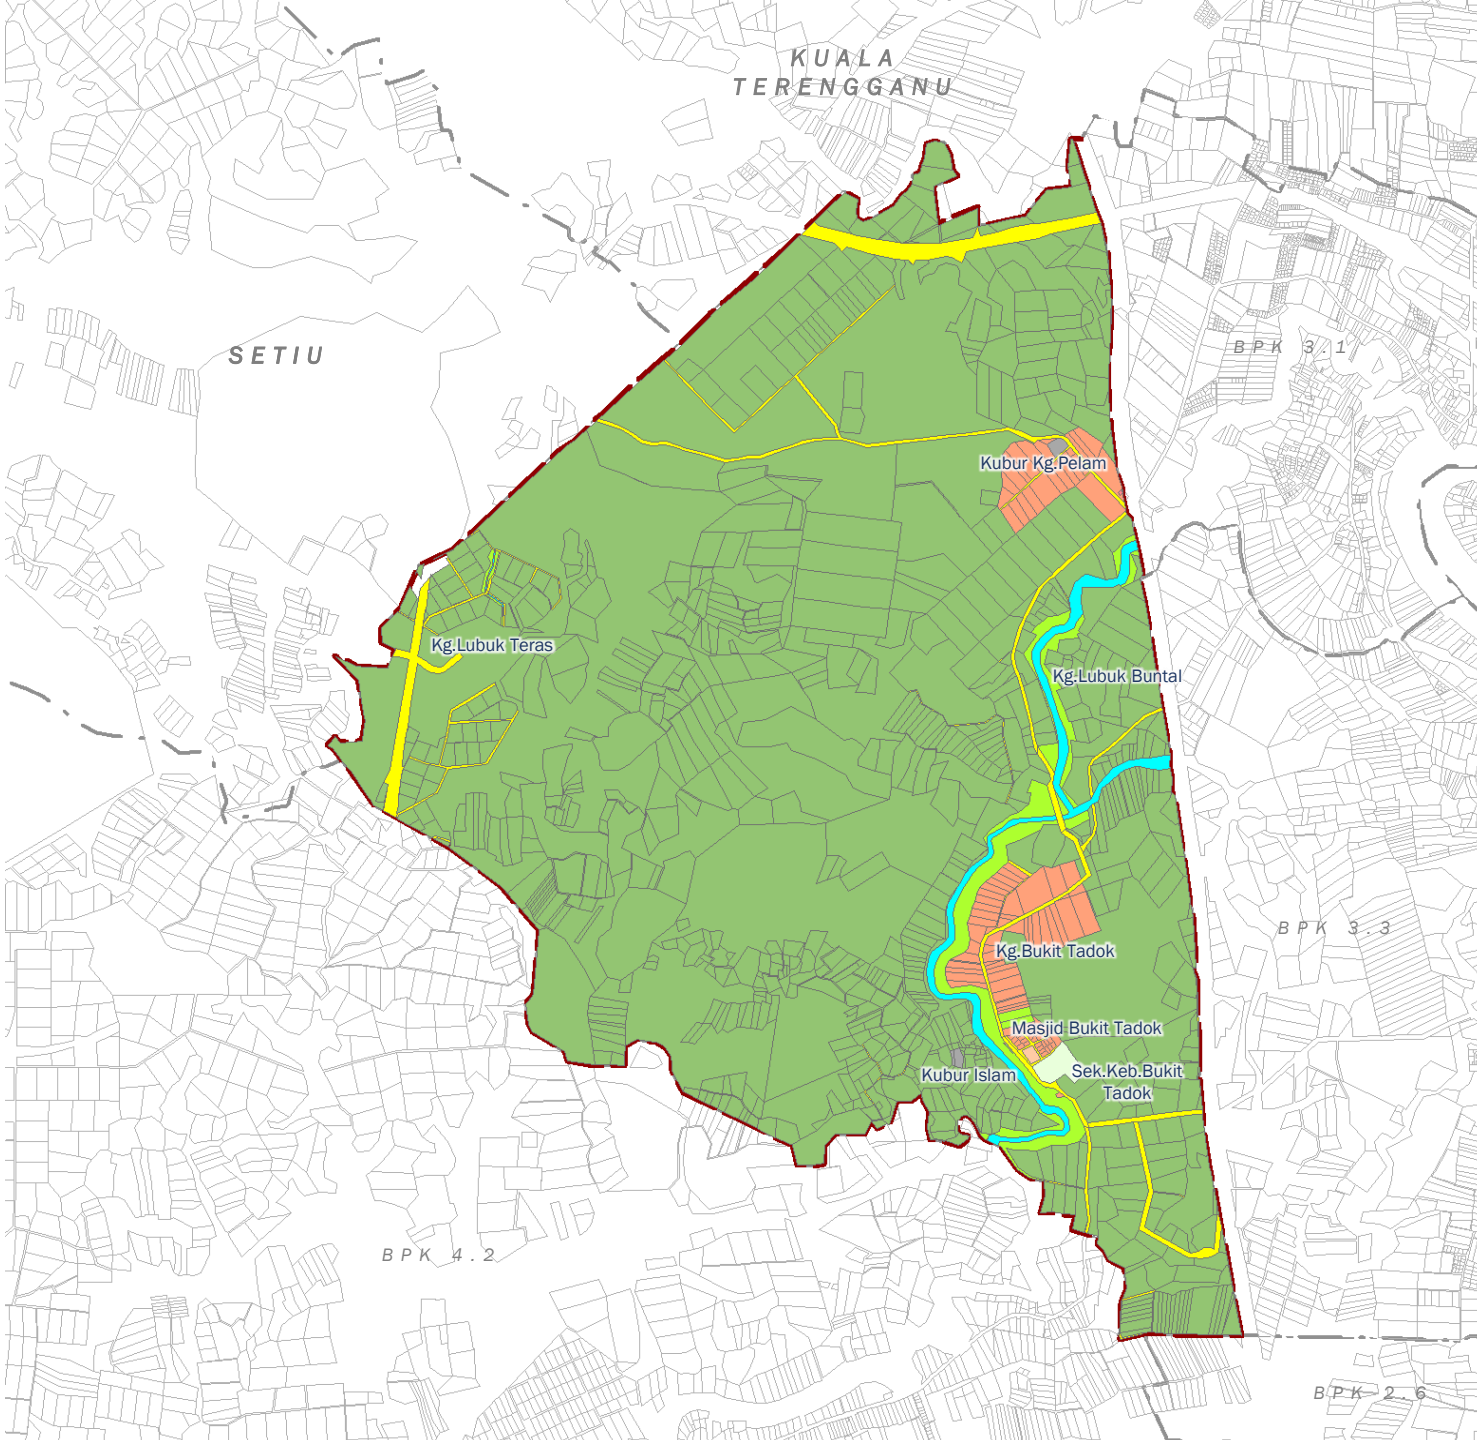 KUALA
TERENGGANU
SETIU
BPK 3.1
Kubur Kg.Pelam
Kg.Lubuk Teras
Kg.Lubuk Buntal
BPK 3.3
Kg.Bukit Tadok
Masjid Bukit Tadok
Kubur Islam
Sek.Keb.Bukit
Tadok
BPK 4.2
BPK 2.6